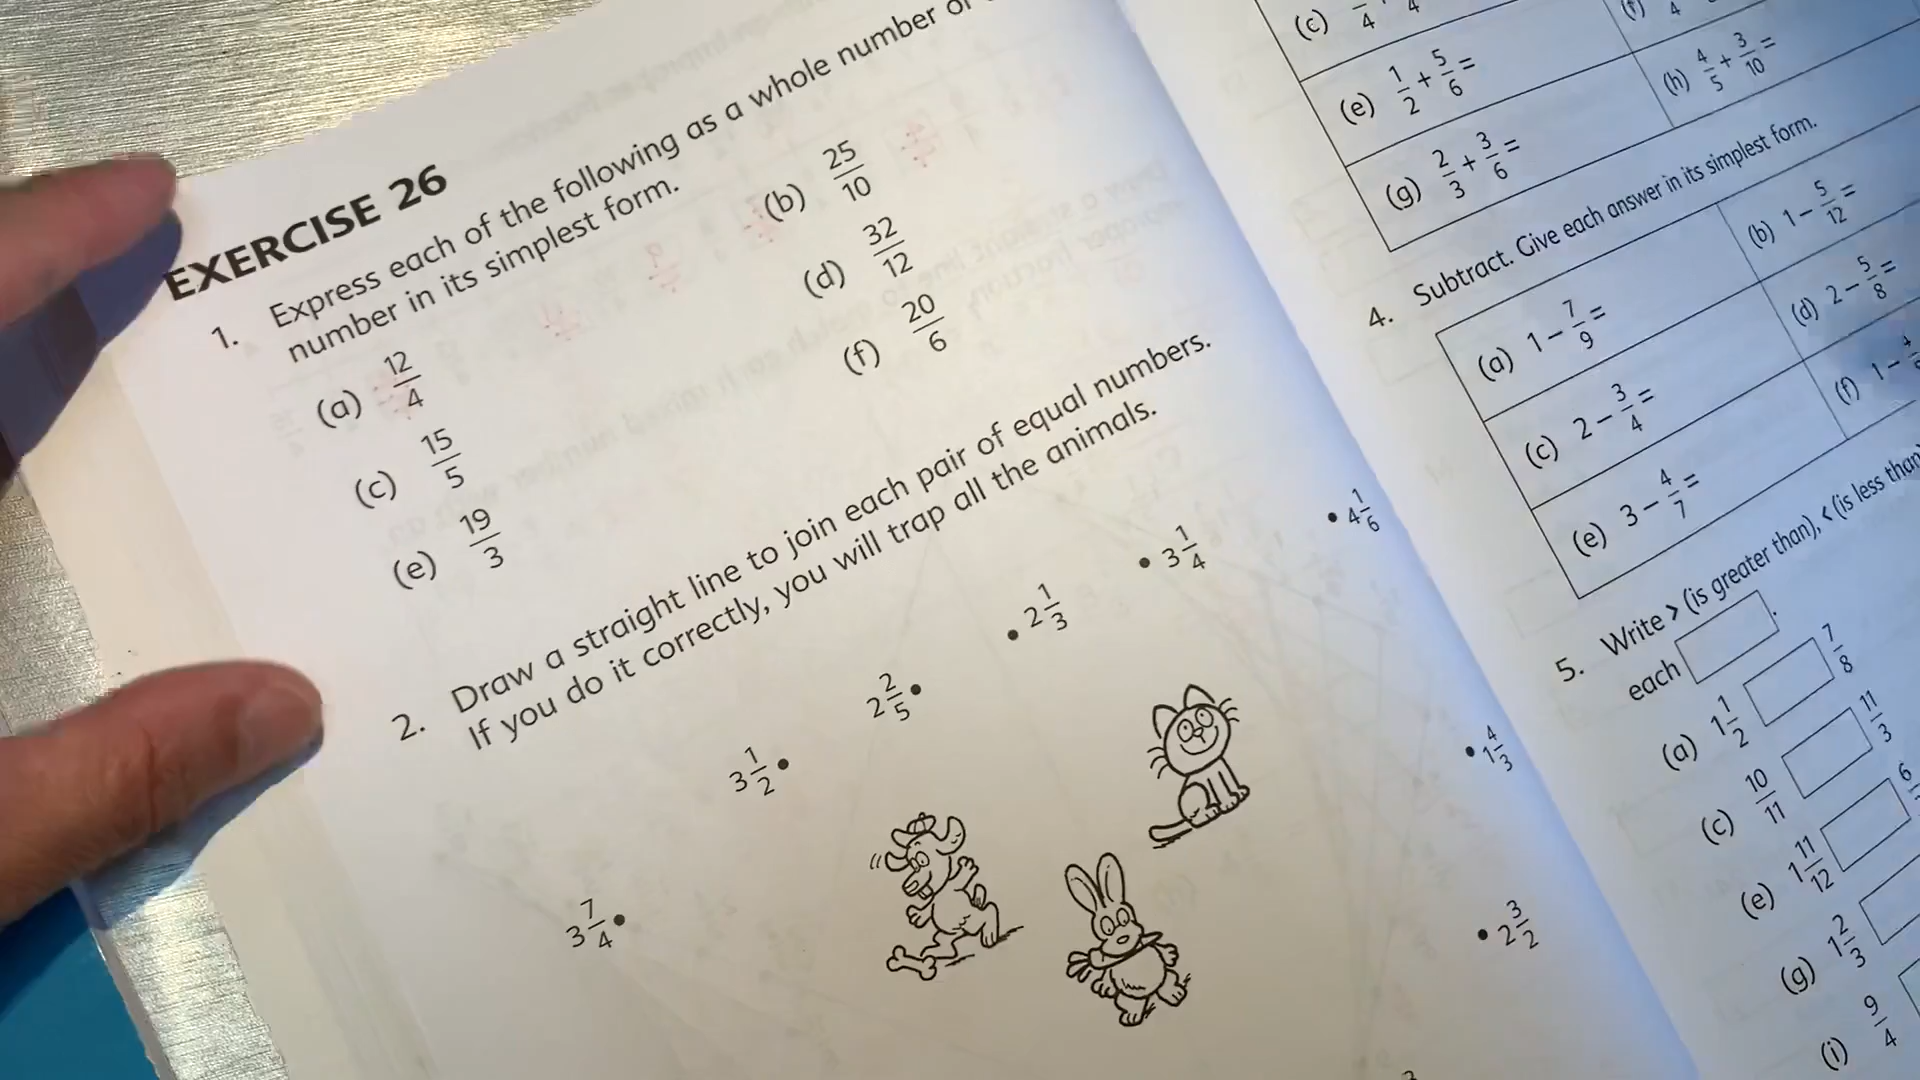 EXERCISE 26
1. Express each of the following as a whole number or
number in its simplest form.
(a) 12/4
(b) 25/10
(c) 15/5
(d) 32/12
(e) 19/3
(f) 20/6
2. Draw a straight line to join each pair of equal numbers.
If you do it correctly, you will trap all the animals.
4 1/6
3 1/4
2 1/3
2 2/5
3 1/2
3 7/4
1 4/3
2 3/2
(c) 4 4
(f) 4
(e) 1/2 + 5/6 =
(g) 2/3 + 3/6 =
(h) 4/5 + 3/10 =
4. Subtract. Give each answer in its simplest form.
(a) 1 − 7/9 =
(b) 1 − 5/12 =
(c) 2 − 3/4 =
(d) 2 − 5/8 =
(e) 3 − 4/7 =
(f) 1 − 4
5. Write > (is greater than), < (is less than
each .
(a) 1 1/2 7/8
(c) 10/11 11/3
(e) 1 11/12 6
(g) 1 2/3
(i) 9/4